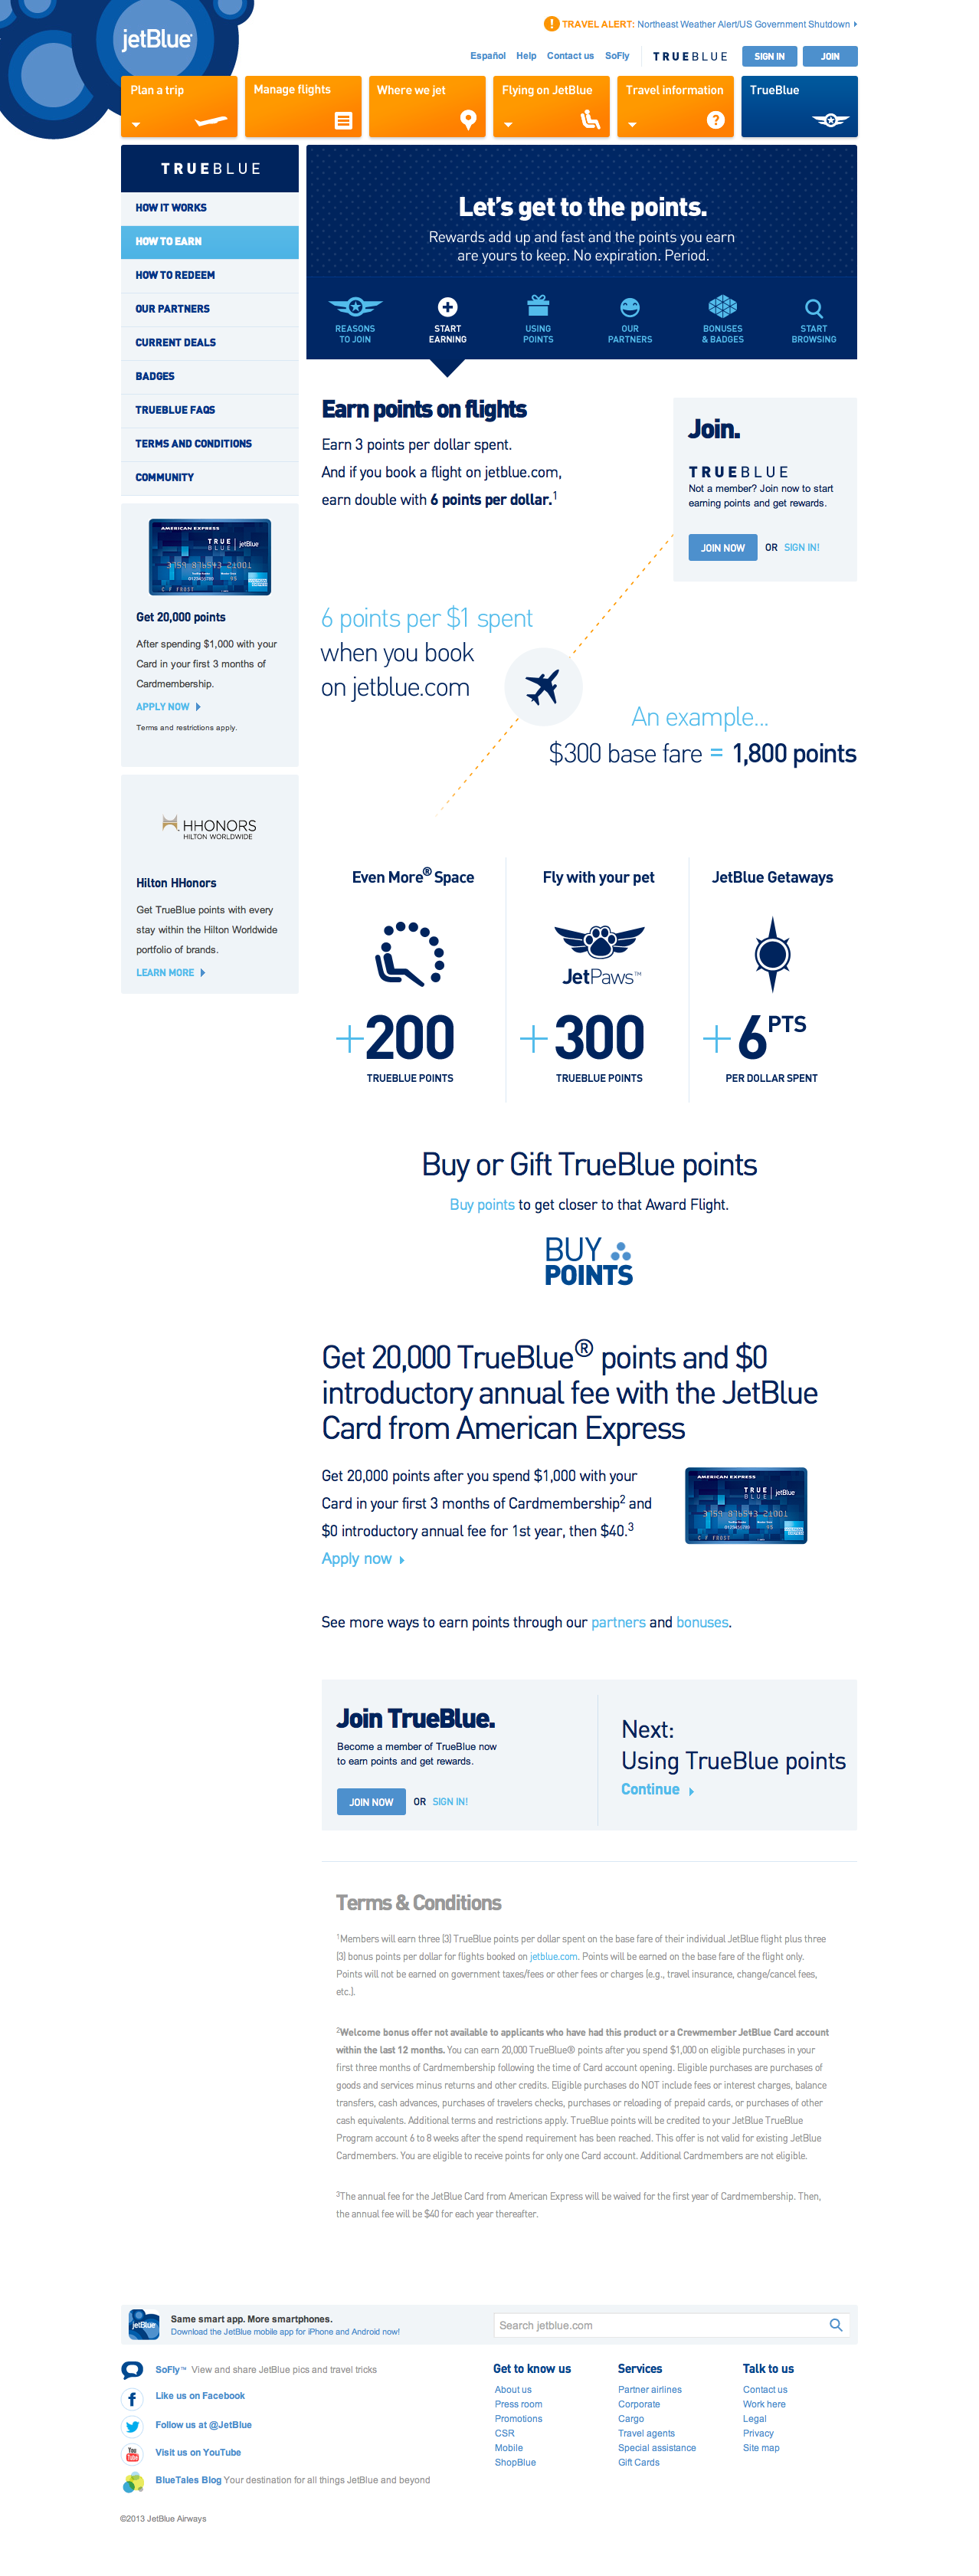 jetBlue
TRAVEL ALERT: Northeast Weather Alert/US Government Shutdown
Español Help Contact us SoFly TRUEBLUE SIGN IN JOIN
Plan a trip Manage flights Where we jet Flying on JetBlue Travel information TrueBlue
TRUEBLUE
HOW IT WORKS
HOW TO EARN
HOW TO REDEEM
OUR PARTNERS
CURRENT DEALS
BADGES
TRUEBLUE FAQS
TERMS AND CONDITIONS
COMMUNITY
AMERICAN EXPRESS
TRUE
BLUE jetBlue
Get 20,000 points
After spending $1,000 with your
Card in your first 3 months of
Cardmembership.
APPLY NOW
Terms and restrictions apply.
HHONORS
HILTON WORLDWIDE
Hilton HHonors
Get TrueBlue points with every
stay within the Hilton Worldwide
portfolio of brands.
LEARN MORE
Let's get to the points.
Rewards add up and fast and the points you earn
are yours to keep. No expiration. Period.
REASONS
TO JOIN
START
EARNING
USING
POINTS
OUR
PARTNERS
BONUSES
& BADGES
START
BROWSING
Earn points on flights
Earn 3 points per dollar spent.
And if you book a flight on jetblue.com,
earn double with 6 points per dollar.1
Join.
TRUEBLUE
Not a member? Join now to start
earning points and get rewards.
JOIN NOW OR SIGN IN!
6 points per $1 spent
when you book
on jetblue.com
An example...
$300 base fare = 1,800 points
Even More® Space
+200
TRUEBLUE POINTS
Fly with your pet
JetPaws™
+300
TRUEBLUE POINTS
JetBlue Getaways
+6 PTS
PER DOLLAR SPENT
Buy or Gift TrueBlue points
Buy points to get closer to that Award Flight.
BUY
POINTS
Get 20,000 TrueBlue® points and $0
introductory annual fee with the JetBlue
Card from American Express
Get 20,000 points after you spend $1,000 with your
Card in your first 3 months of Cardmembership2 and
$0 introductory annual fee for 1st year, then $40.3
Apply now
AMERICAN EXPRESS
TRUE
BLUE jetBlue
See more ways to earn points through our partners and bonuses.
Join TrueBlue.
Become a member of TrueBlue now
to earn points and get rewards.
JOIN NOW OR SIGN IN!
Next:
Using TrueBlue points
Continue
Terms & Conditions
1Members will earn three (3) TrueBlue points per dollar spent on the base fare of their individual JetBlue flight plus three
(3) bonus points per dollar for flights booked on jetblue.com. Points will be earned on the base fare of the flight only.
Points will not be earned on government taxes/fees or other fees or charges (e.g., travel insurance, change/cancel fees,
etc.).
2Welcome bonus offer not available to applicants who have had this product or a Crewmember JetBlue Card account
within the last 12 months. You can earn 20,000 TrueBlue® points after you spend $1,000 on eligible purchases in your
first three months of Cardmembership following the time of Card account opening. Eligible purchases are purchases of
goods and services minus returns and other credits. Eligible purchases do NOT include fees or interest charges, balance
transfers, cash advances, purchases of travelers checks, purchases or reloading of prepaid cards, or purchases of other
cash equivalents. Additional terms and restrictions apply. TrueBlue points will be credited to your JetBlue TrueBlue
Program account 6 to 8 weeks after the spend requirement has been reached. This offer is not valid for existing JetBlue
Cardmembers. You are eligible to receive points for only one Card account. Additional Cardmembers are not eligible.
3The annual fee for the JetBlue Card from American Express will be waived for the first year of Cardmembership. Then,
the annual fee will be $40 for each year thereafter.
jetBlue
Same smart app. More smartphones.
Download the JetBlue mobile app for iPhone and Android now!
Search jetblue.com
SoFly™ View and share JetBlue pics and travel tricks
Like us on Facebook
Follow us at @JetBlue
Visit us on YouTube
BlueTales Blog Your destination for all things JetBlue and beyond
Get to know us
About us
Press room
Promotions
CSR
Mobile
ShopBlue
Services
Partner airlines
Corporate
Cargo
Travel agents
Special assistance
Gift Cards
Talk to us
Contact us
Work here
Legal
Privacy
Site map
©2013 JetBlue Airways